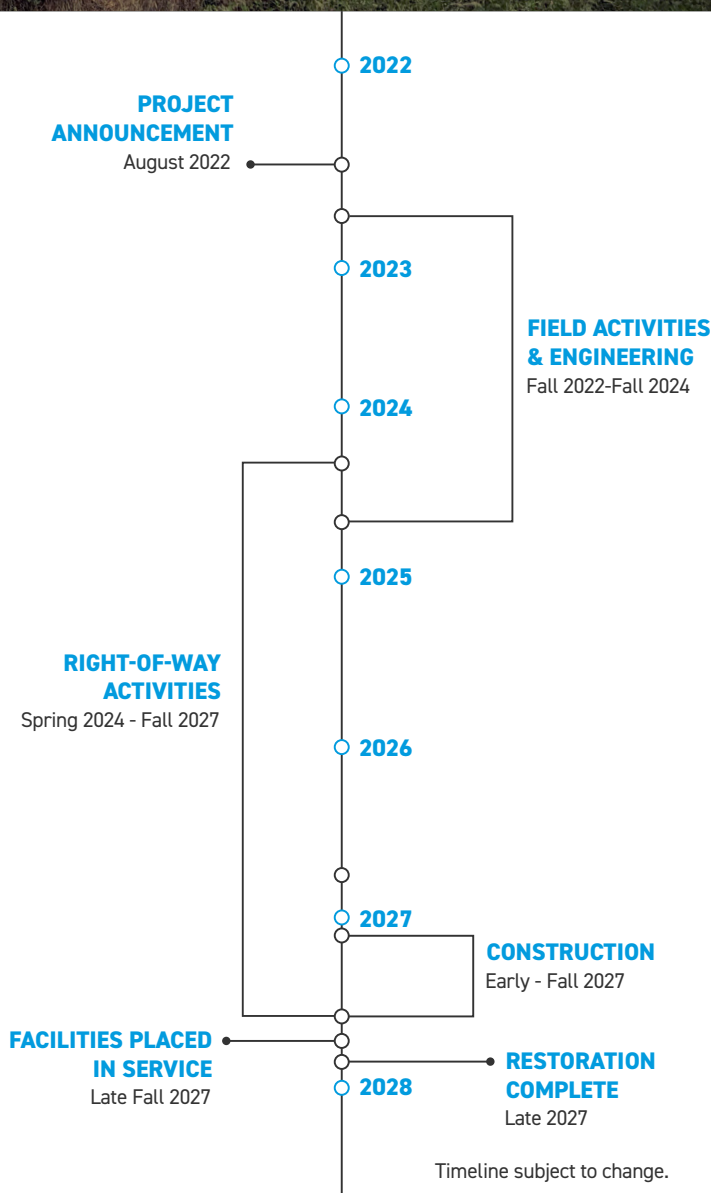 2022
PROJECT
ANNOUNCEMENT
August 2022
2023
FIELD ACTIVITIES
& ENGINEERING
Fall 2022-Fall 2024
2024
2025
RIGHT-OF-WAY
ACTIVITIES
Spring 2024 - Fall 2027
2026
2027
CONSTRUCTION
Early - Fall 2027
FACILITIES PLACED
IN SERVICE
Late Fall 2027
RESTORATION
COMPLETE
Late 2027
2028
Timeline subject to change.